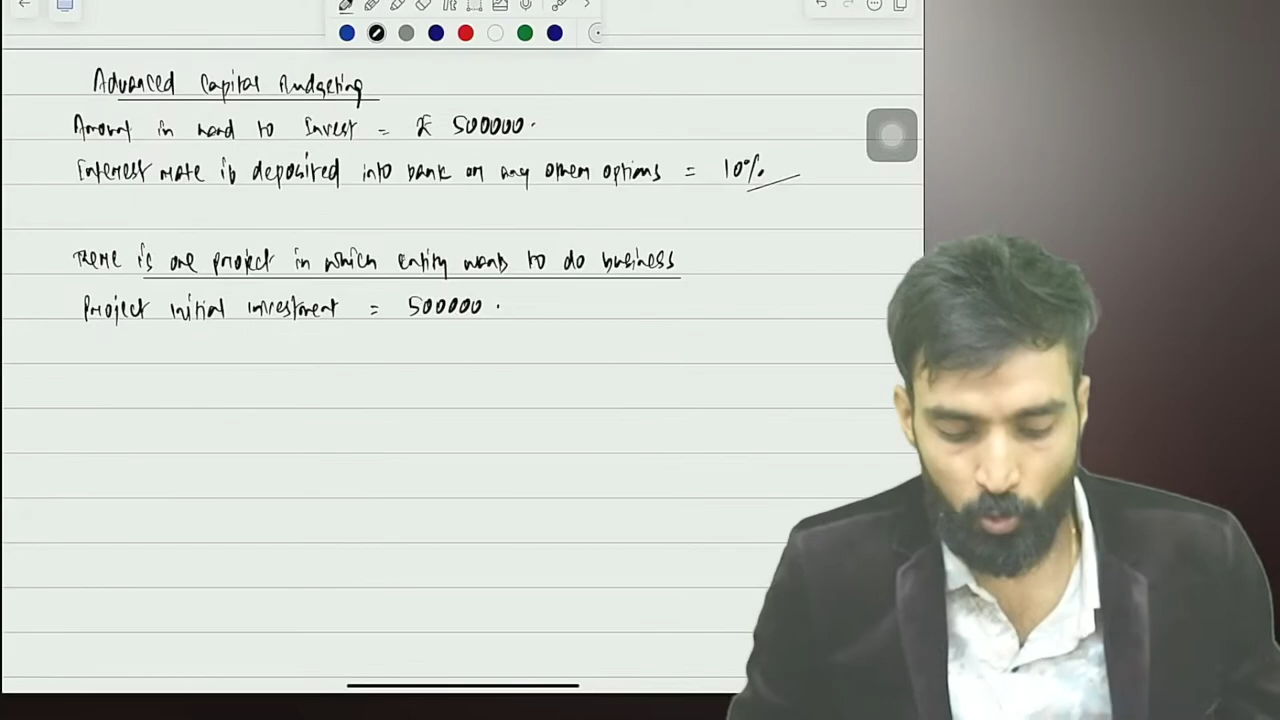 Advanced Capital Budgeting
Amount in hand to Invest = ₹ 500000.
Interest rate if deposited into bank or any other options = 10%
There is one project in which entity wants to do business
Project initial investment = 500000.